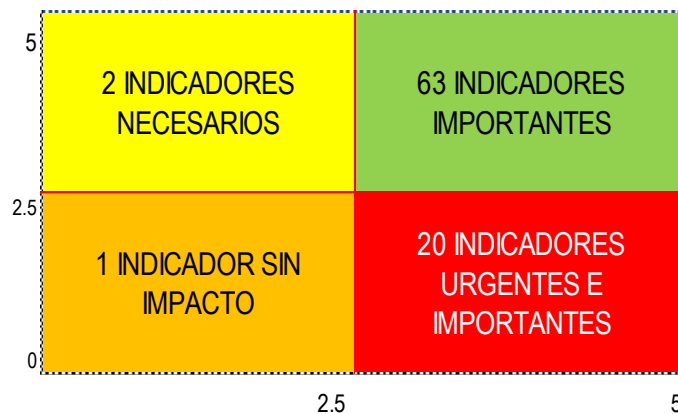 5
2 INDICADORES
NECESARIOS
63 INDICADORES
IMPORTANTES
2.5
1 INDICADOR SIN
IMPACTO
20 INDICADORES
URGENTES E
IMPORTANTES
0
2.5
5